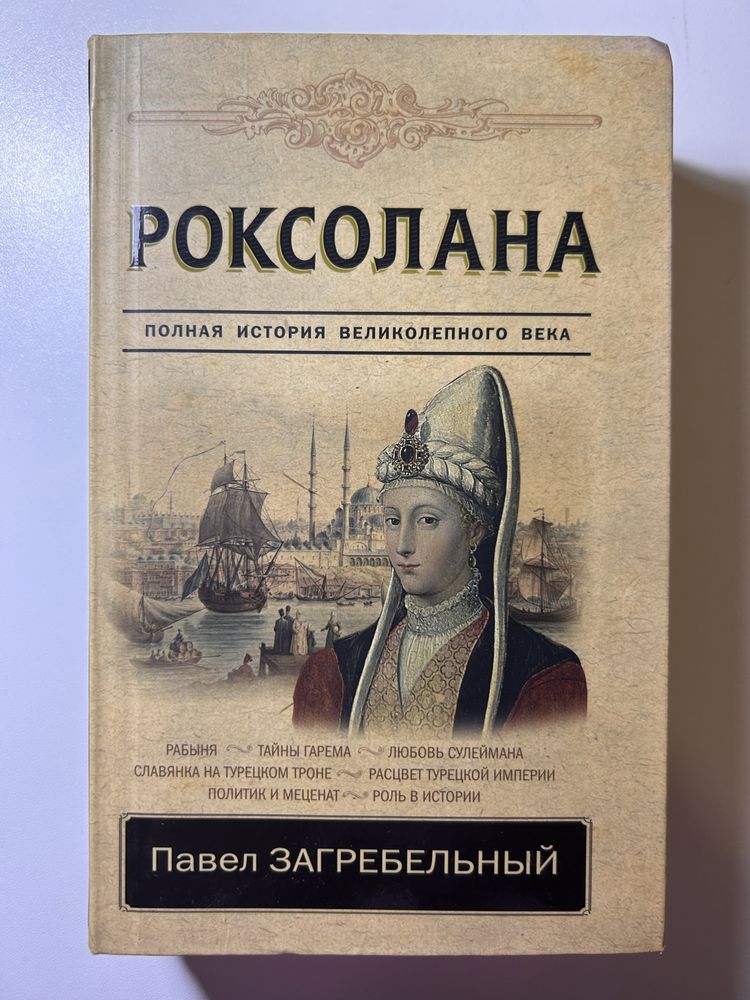 РОКСОЛАНА
ПОЛНАЯ ИСТОРИЯ ВЕЛИКОЛЕПНОГО ВЕКА
РАБЫНЯ ТАЙНЫ ГАРЕМА ЛЮБОВЬ СУЛЕЙМАНА
СЛАВЯНКА НА ТУРЕЦКОМ ТРОНЕ РАСЦВЕТ ТУРЕЦКОЙ ИМПЕРИИ
ПОЛИТИК И МЕЦЕНАТ РОЛЬ В ИСТОРИИ
Павел ЗАГРЕБЕЛЬНЫЙ